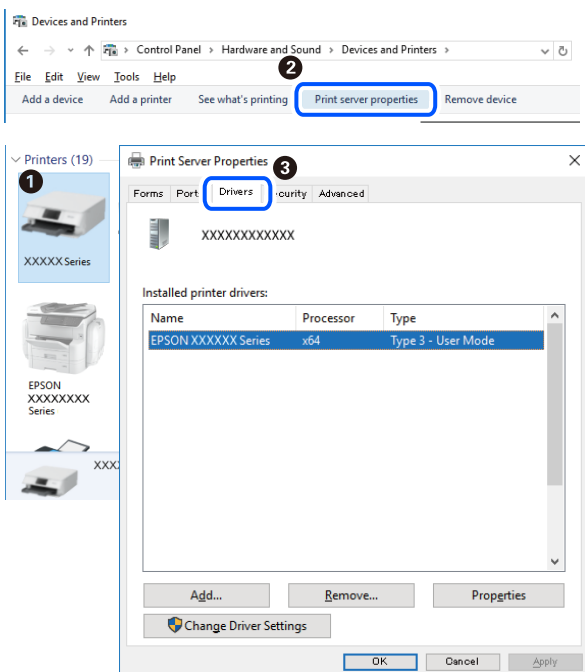 Devices and Printers
Control Panel > Hardware and Sound > Devices and Printers >
File Edit View Tools Help
2
Add a device Add a printer See what's printing Print server properties Remove device
Printers (19)
1
XXXXX Series
EPSON
XXXXXXXX
Series
XXX
Print Server Properties
3
Forms Port Drivers curity Advanced
XXXXXXXXXXXX
Installed printer drivers:
Name Processor Type
EPSON XXXXXX Series x64 Type 3 - User Mode
Add... Remove... Properties
Change Driver Settings
OK Cancel Apply